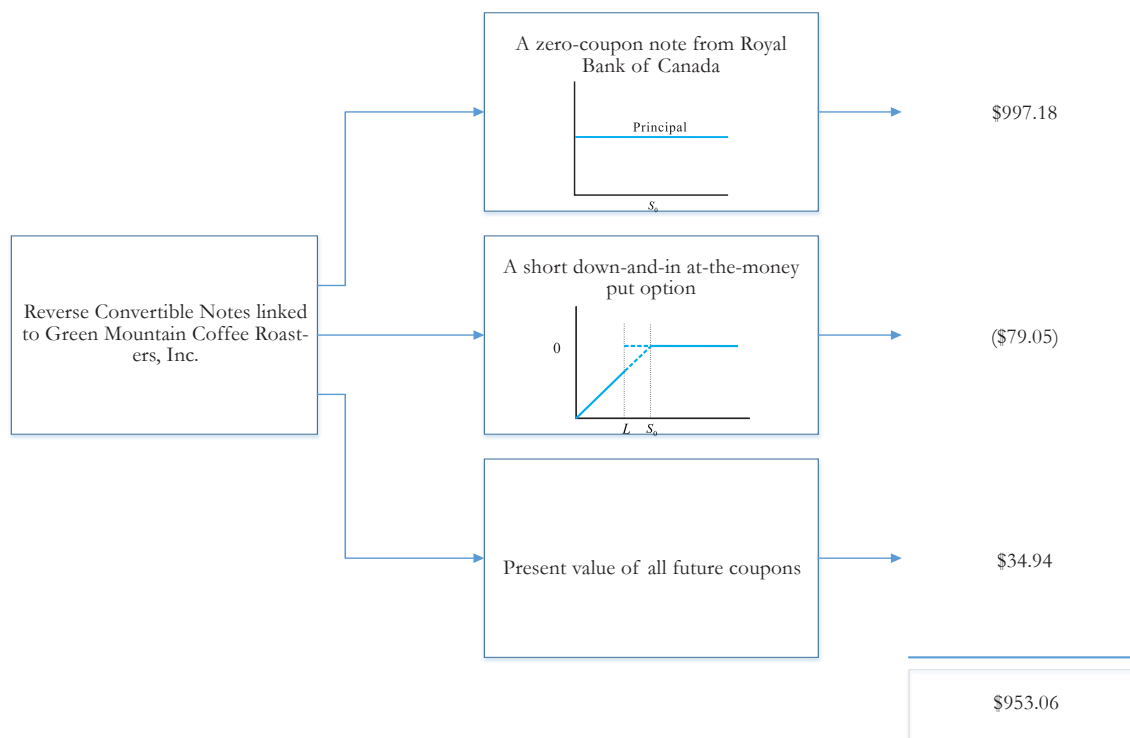 A zero-coupon note from Royal
Bank of Canada
Principal
S₀
$997.18
Reverse Convertible Notes linked
to Green Mountain Coffee Roast-
ers, Inc.
A short down-and-in at-the-money
put option
0
L S₀
($79.05)
Present value of all future coupons
$34.94
$953.06